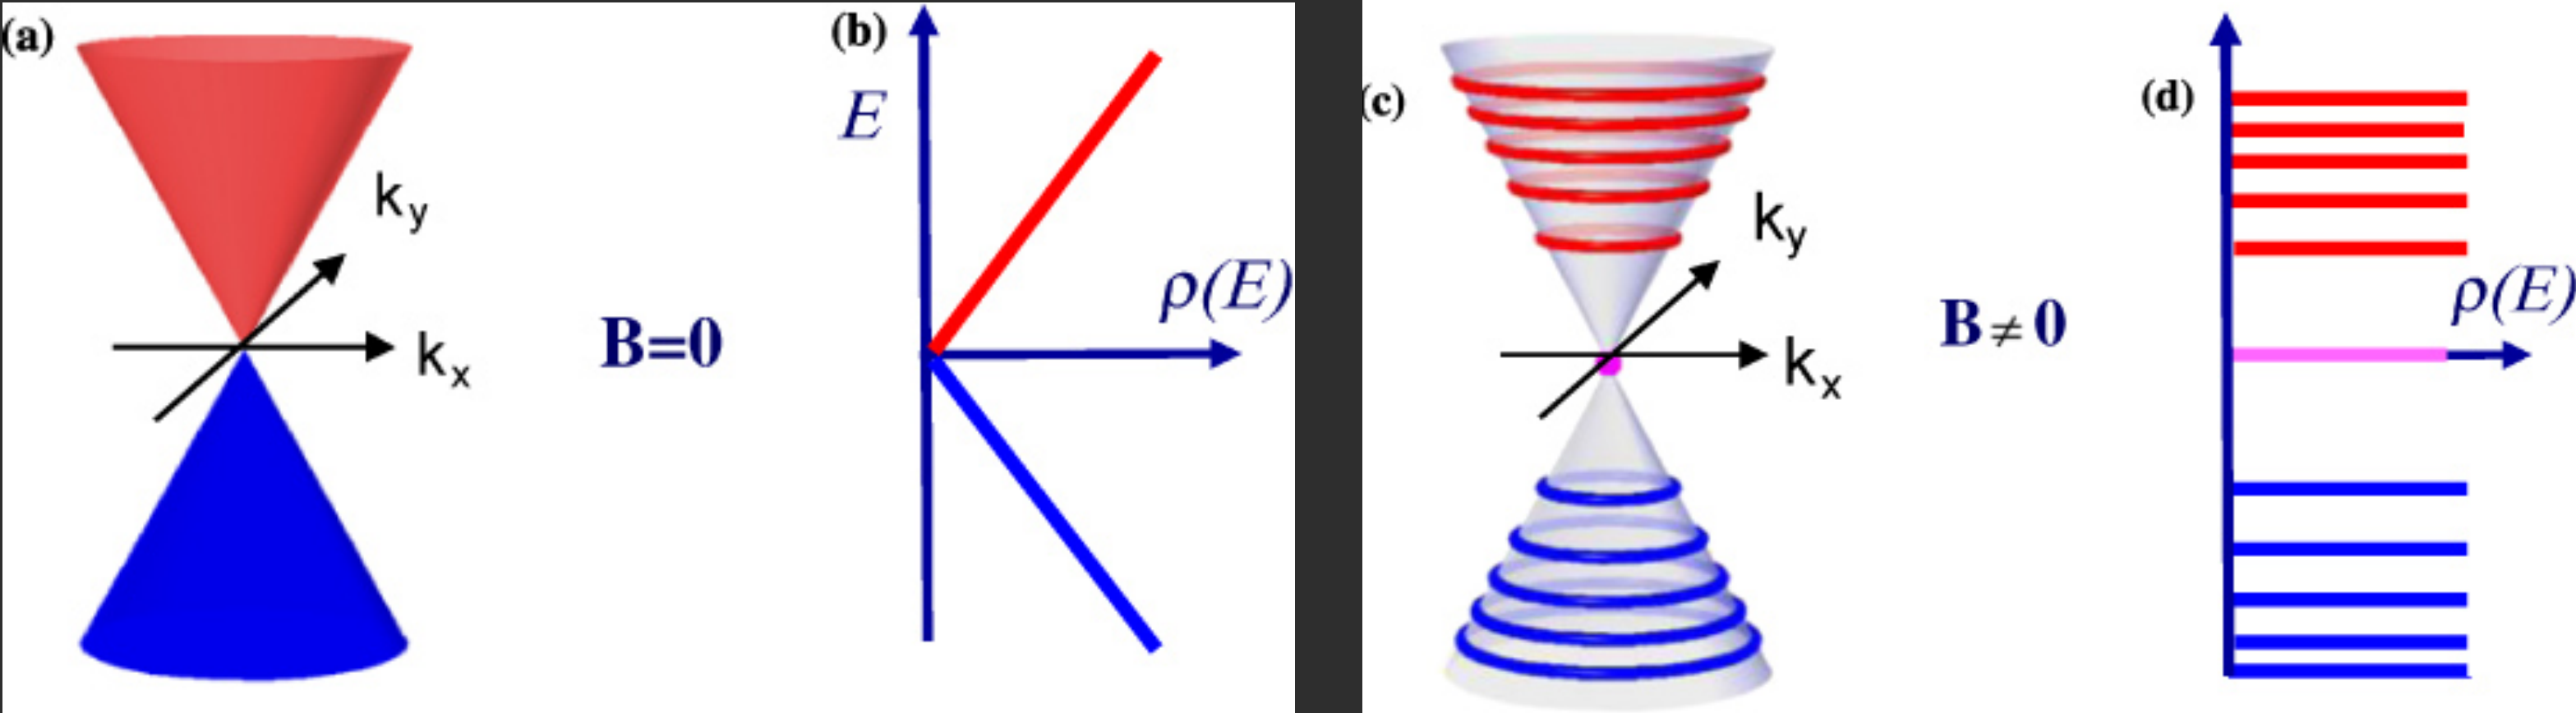 (a)
k_y
k_x
B=0
(b)
E
ρ(E)
(c)
k_y
k_x
B ≠ 0
(d)
ρ(E)